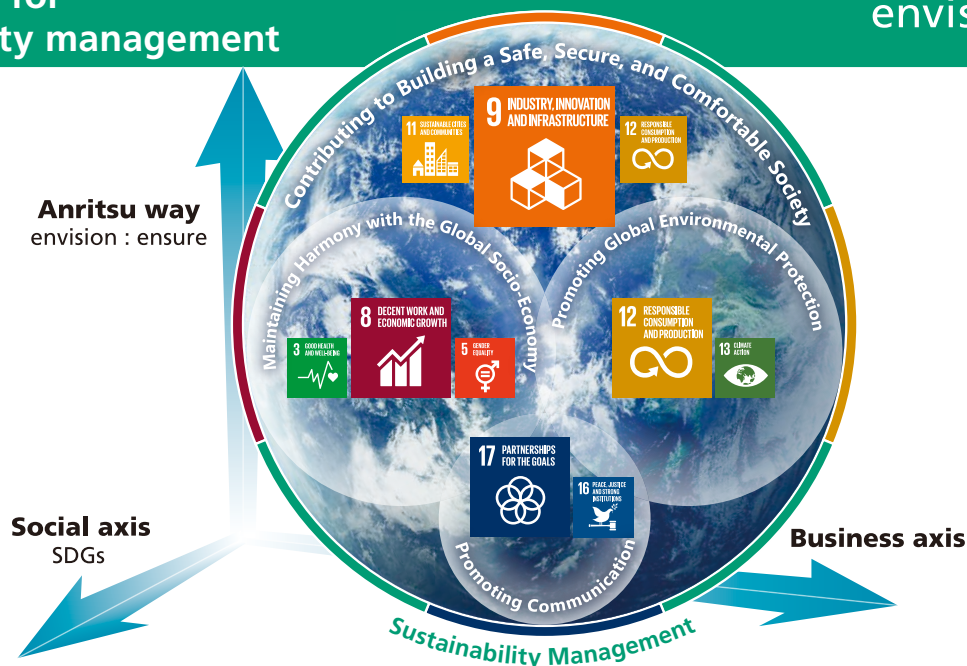 for
ty management
envis
Contributing to Building a Safe, Secure, and Comfortable Society
11 SUSTAINABLE CITIES
AND COMMUNITIES
9 INDUSTRY, INNOVATION
AND INFRASTRUCTURE
12 RESPONSIBLE
CONSUMPTION
AND PRODUCTION
Anritsu way
envision : ensure
Maintaining Harmony with the Global Socio-Economy
3 GOOD HEALTH
AND WELL-BEING
8 DECENT WORK AND
ECONOMIC GROWTH
5 GENDER
EQUALITY
Promoting Global Environmental Protection
12 RESPONSIBLE
CONSUMPTION
AND PRODUCTION
13 CLIMATE
ACTION
17 PARTNERSHIPS
FOR THE GOALS
16 PEACE, JUSTICE
AND STRONG
INSTITUTIONS
Promoting Communication
Social axis
SDGs
Business axis
Sustainability Management